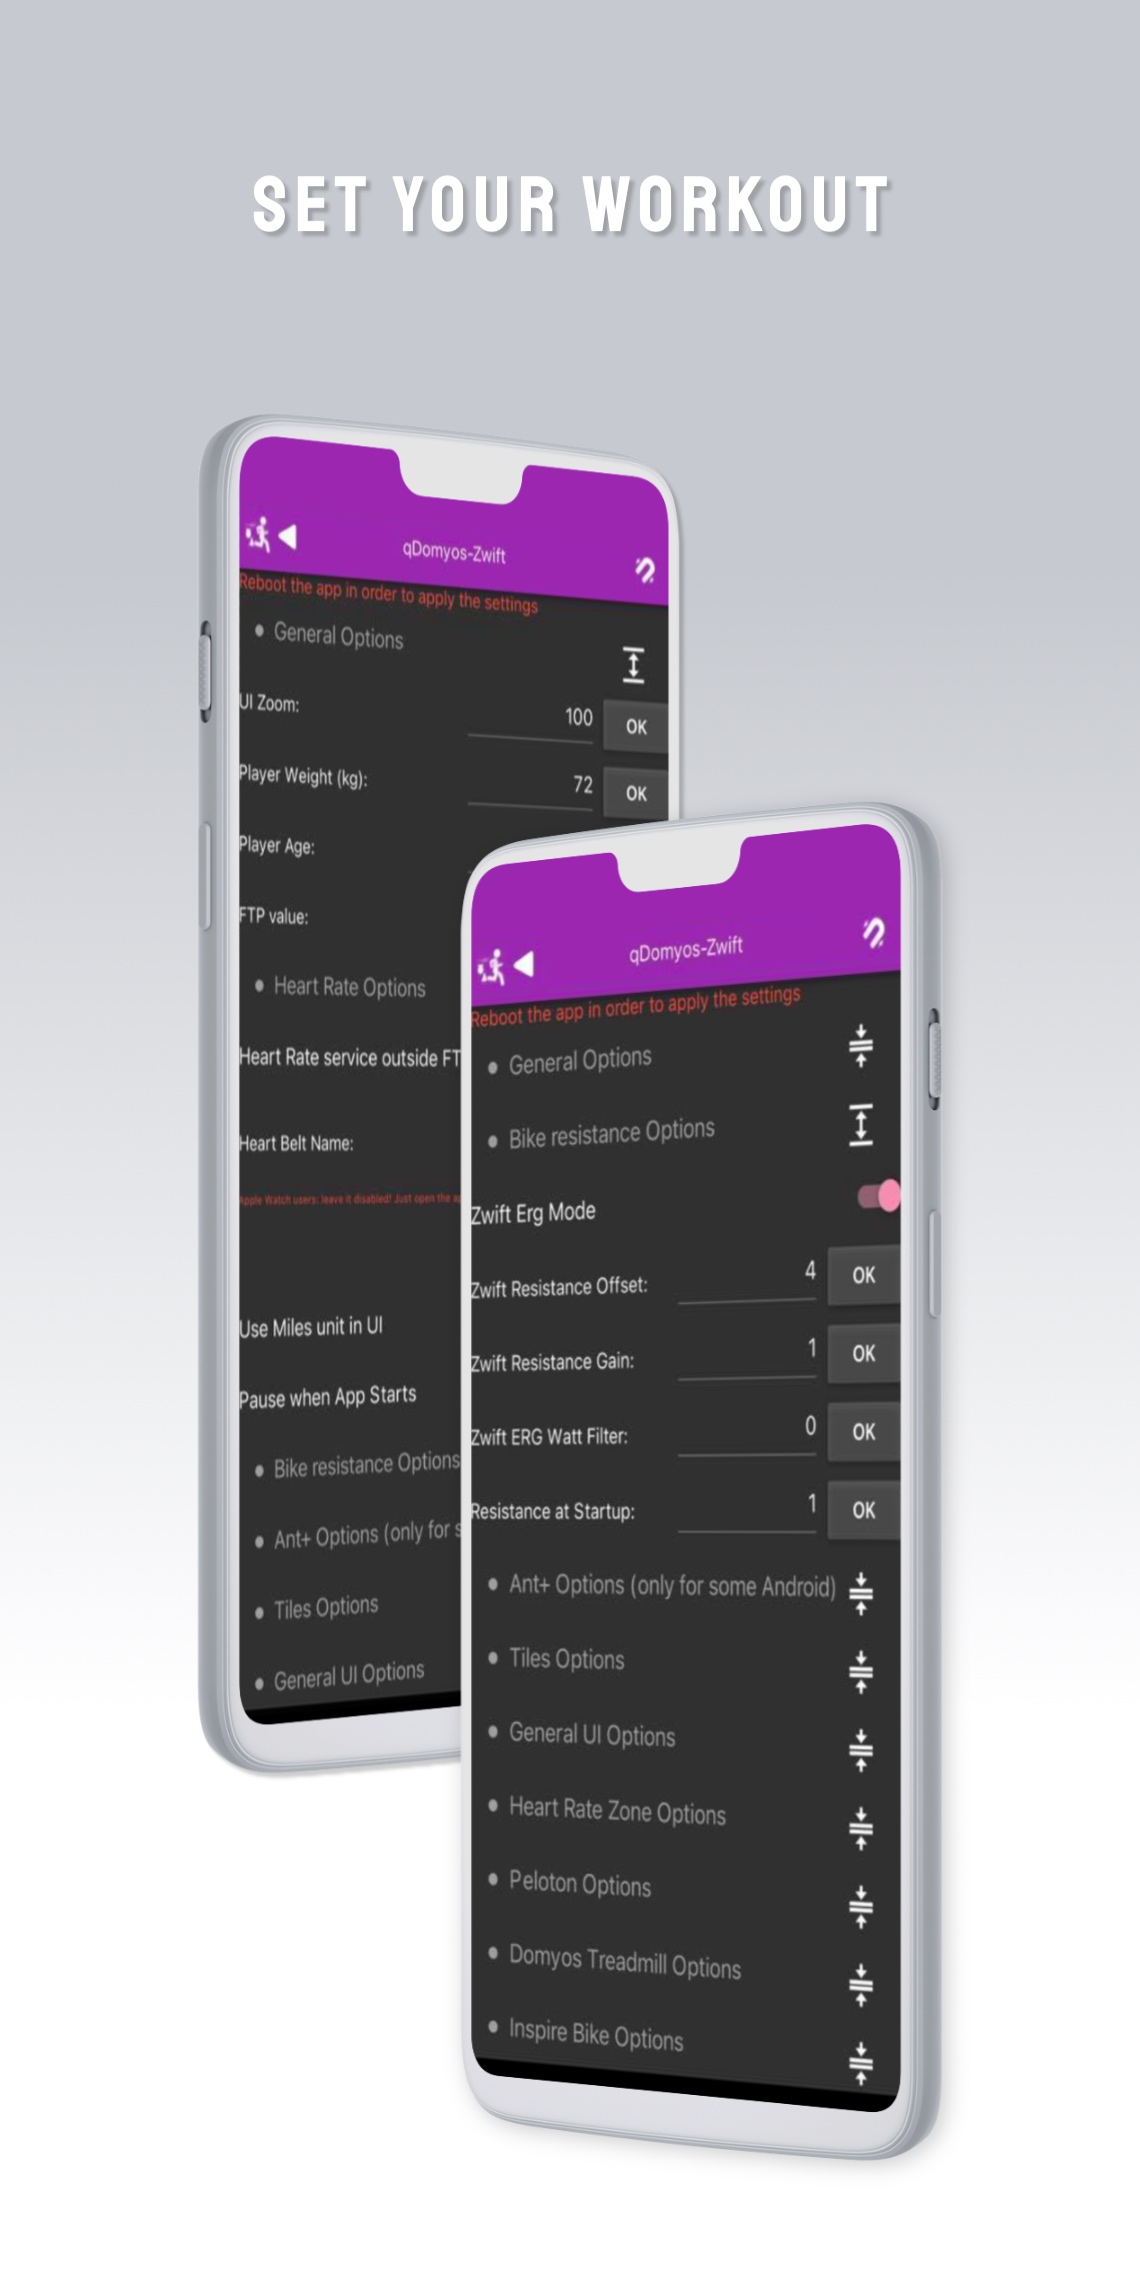 SET YOUR WORKOUT
qDomyos-Zwift
Reboot the app in order to apply the settings
General Options
UI Zoom:
100
OK
Player Weight (kg):
72
OK
Player Age:
FTP value:
Heart Rate Options
Heart Rate service outside FT
Heart Belt Name:
Apple Watch users: leave it disabled! Just open the
Use Miles unit in UI
Pause when App Starts
Bike resistance Options
Ant+ Options (only for s
Tiles Options
General UI Options
qDomyos-Zwift
Reboot the app in order to apply the settings
General Options
Bike resistance Options
Zwift Erg Mode
Zwift Resistance Offset:
4
OK
Zwift Resistance Gain:
1
OK
Zwift ERG Watt Filter:
0
OK
Resistance at Startup:
1
OK
Ant+ Options (only for some Android)
Tiles Options
General UI Options
Heart Rate Zone Options
Peloton Options
Domyos Treadmill Options
Inspire Bike Options